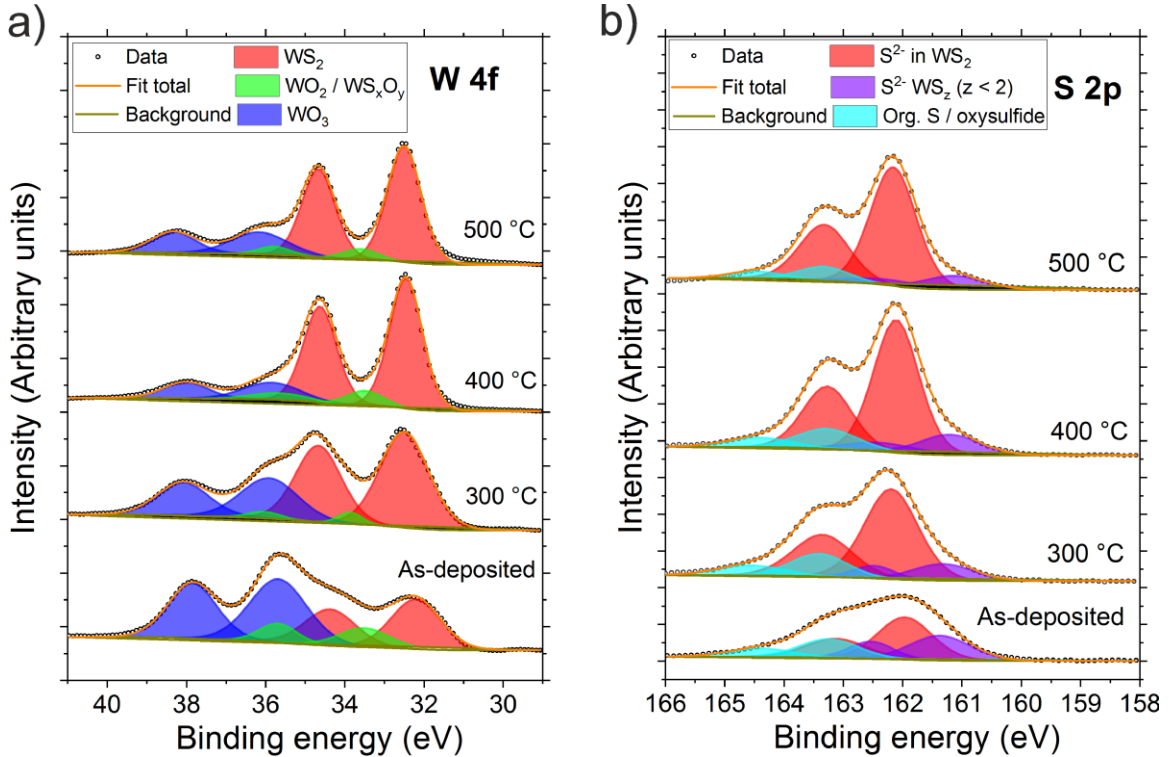 a)
Data
WS2
Fit total
WO2 / WSxOy
Background
WO3
W 4f
500 °C
400 °C
300 °C
As-deposited
Intensity (Arbitrary units)
40 39 36 35 33 32 30
Binding energy (eV)
b)
Data
S2- in WS2
Fit total
S2- WSz (z < 2)
Background
Org. S / oxysulfide
S 2p
500 °C
400 °C
300 °C
As-deposited
Intensity (Arbitrary units)
166 165 164 163 162 161 160 159 158
Binding energy (eV)